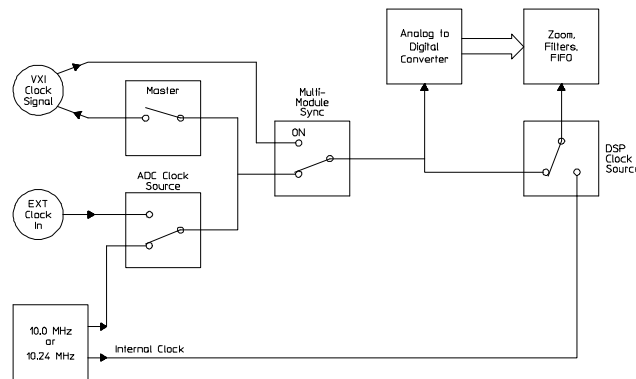 Analog to
Digital
Converter
Zoom,
Filters,
FIFO
VXI
Clock
Signal
Master
Multi-
Module
Sync
ON
DSP
Clock
Source
ADC Clock
Source
EXT
Clock
In
10.0 MHz
or
10.24 MHz
Internal Clock